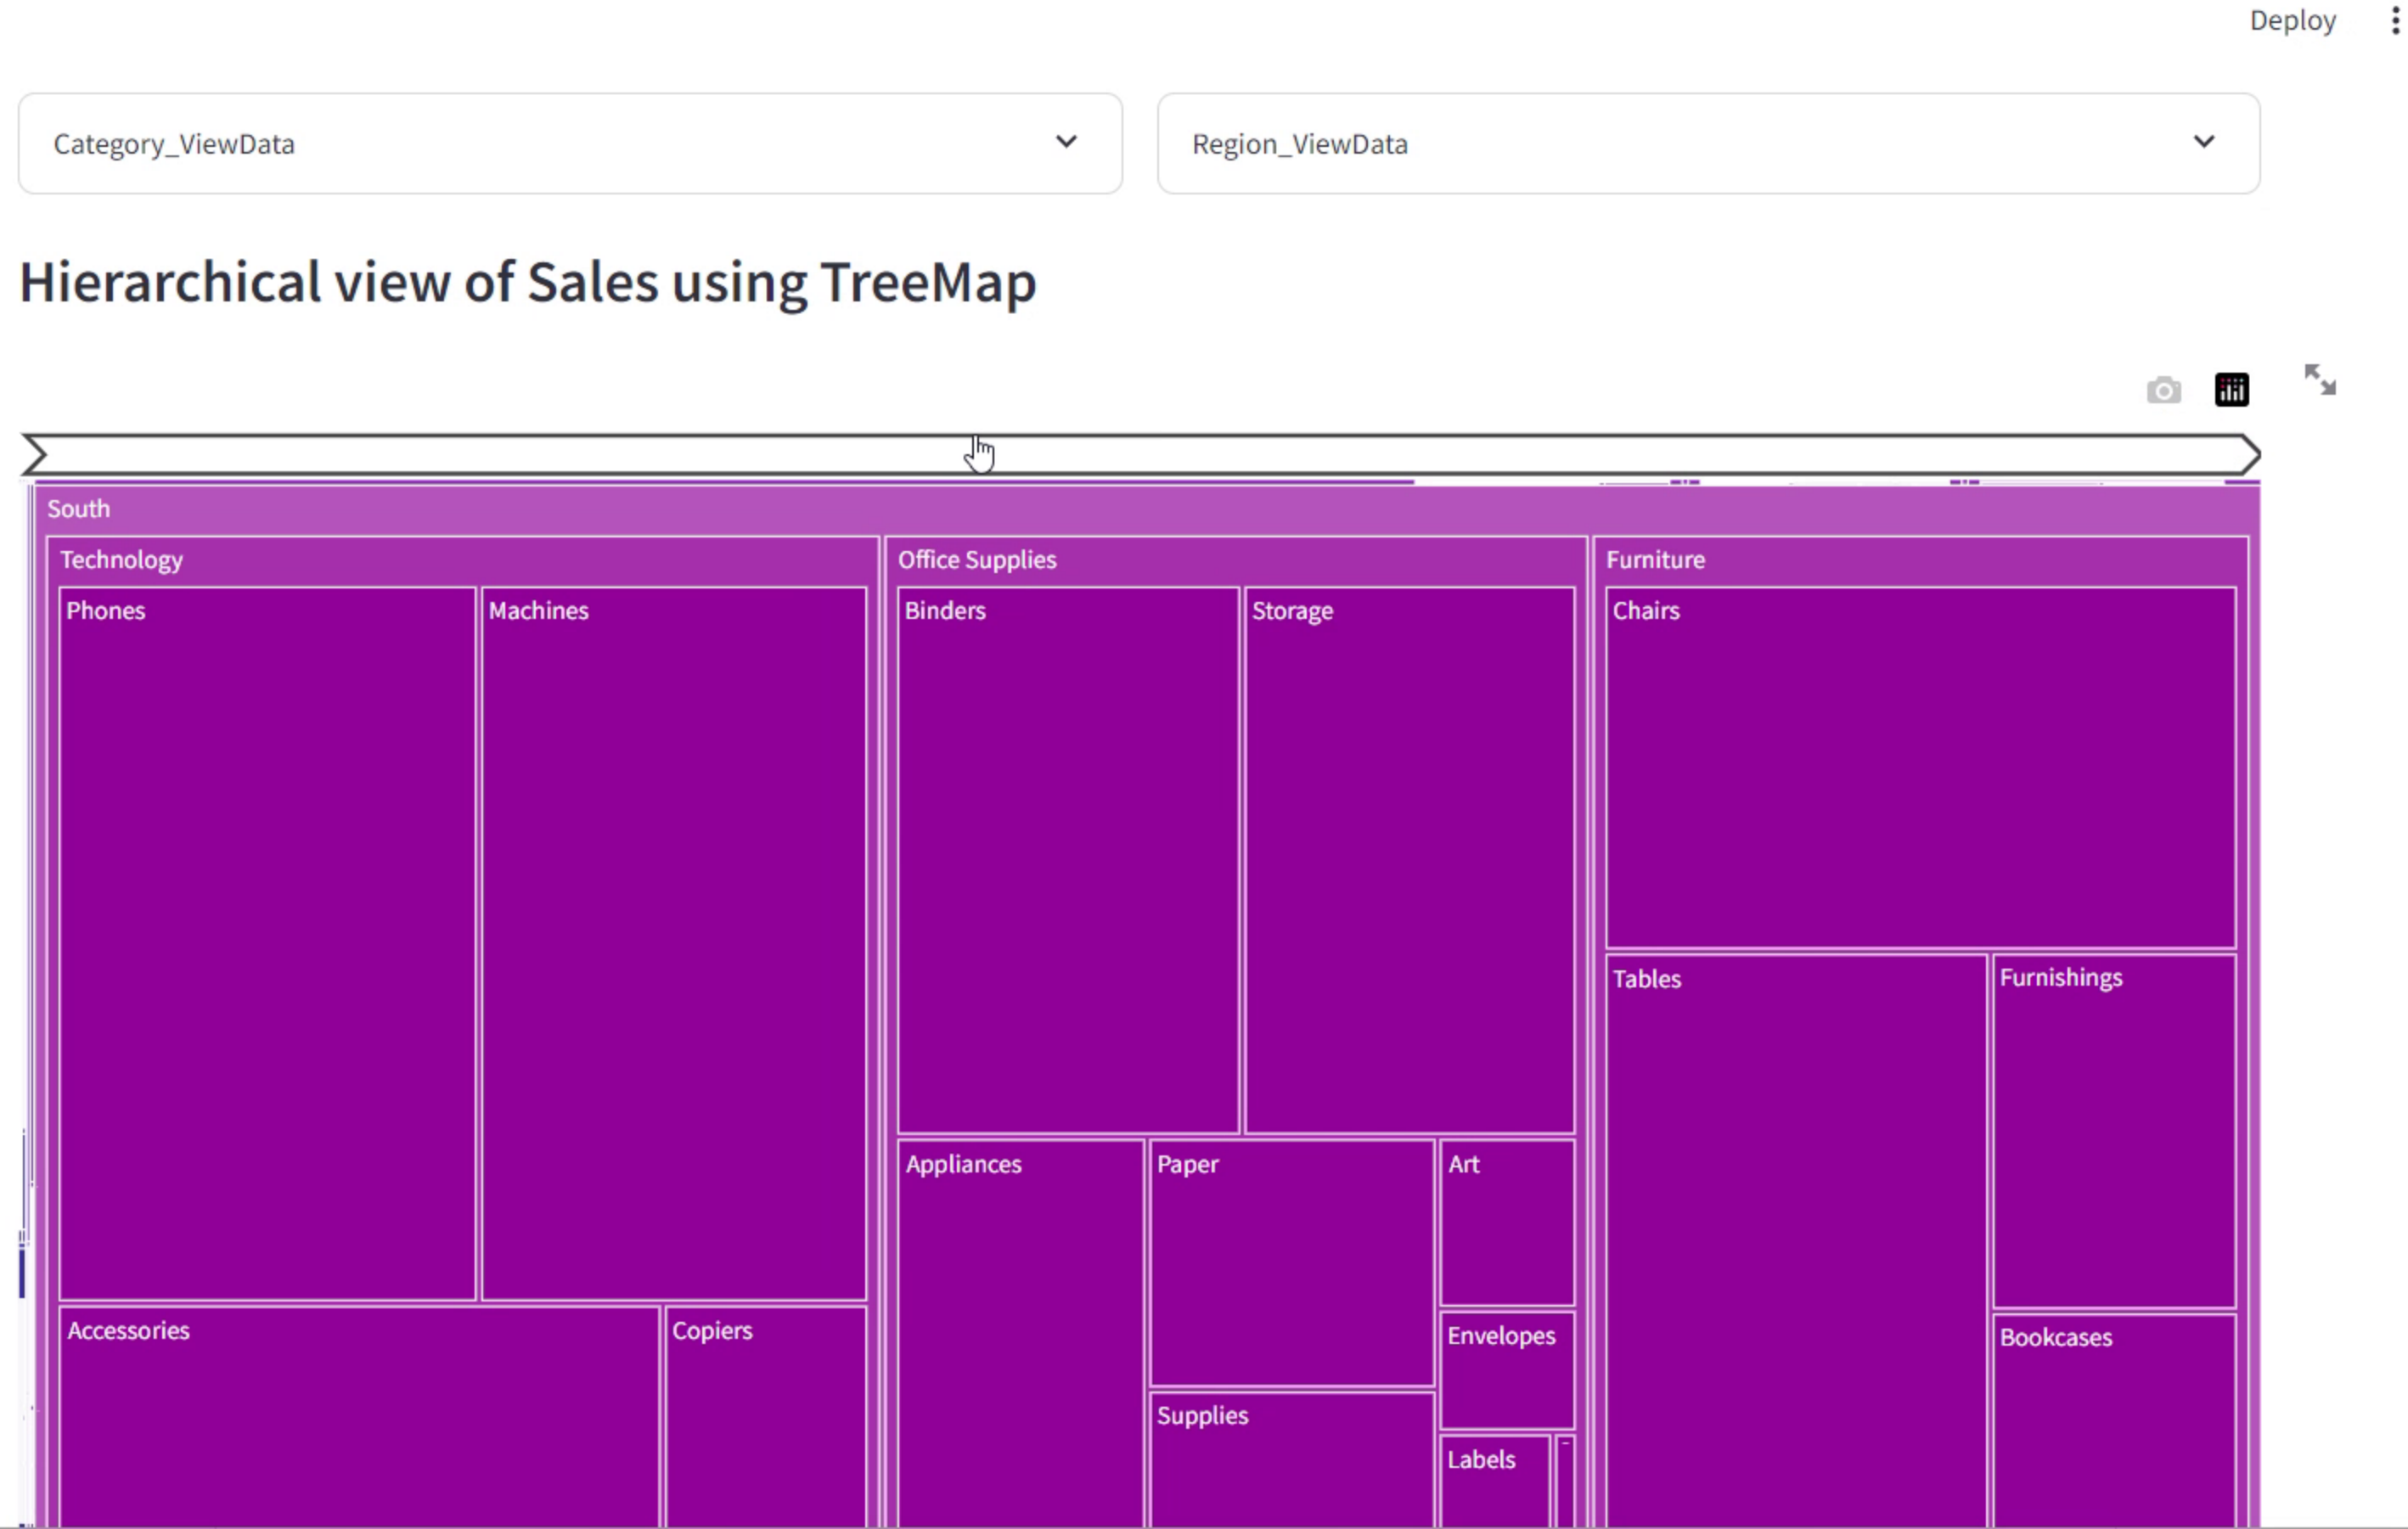 Deploy
Category_ViewData
Region_ViewData
Hierarchical view of Sales using TreeMap
South
Technology
Office Supplies
Furniture
Phones
Machines
Binders
Storage
Chairs
Tables
Furnishings
Appliances
Paper
Art
Accessories
Copiers
Envelopes
Bookcases
Supplies
Labels